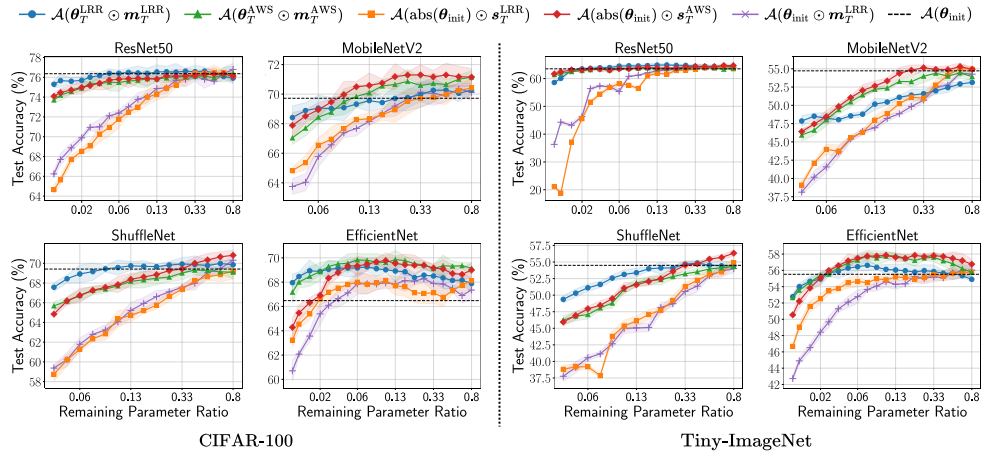 𝒜(θ_T^LRR ⊙ m_T^LRR) 𝒜(θ_T^AWS ⊙ m_T^AWS) 𝒜(abs(θ_init) ⊙ s_T^LRR) 𝒜(abs(θ_init) ⊙ s_T^AWS) 𝒜(θ_init ⊙ m_T^LRR) 𝒜(θ_init)
ResNet50
Test Accuracy (%)
78
76
74
72
70
68
66
64
0.02 0.06 0.13 0.33 0.8
MobileNetV2
72
70
68
66
64
0.06 0.13 0.33 0.8
ResNet50
Test Accuracy (%)
60
50
40
30
20
0.02 0.06 0.13 0.33 0.8
MobileNetV2
55.0
52.5
50.0
47.5
45.0
42.5
40.0
37.5
0.06 0.13 0.33 0.8
ShuffleNet
Test Accuracy (%)
70
68
66
64
62
60
58
0.06 0.13 0.33 0.8
Remaining Parameter Ratio
EfficientNet
70
68
66
64
62
60
0.02 0.06 0.13 0.33 0.8
Remaining Parameter Ratio
ShuffleNet
Test Accuracy (%)
57.5
55.0
52.5
50.0
47.5
45.0
42.5
40.0
37.5
0.06 0.13 0.33 0.8
Remaining Parameter Ratio
EfficientNet
58
56
54
52
50
48
46
44
42
0.02 0.06 0.13 0.33 0.8
Remaining Parameter Ratio
CIFAR-100
Tiny-ImageNet